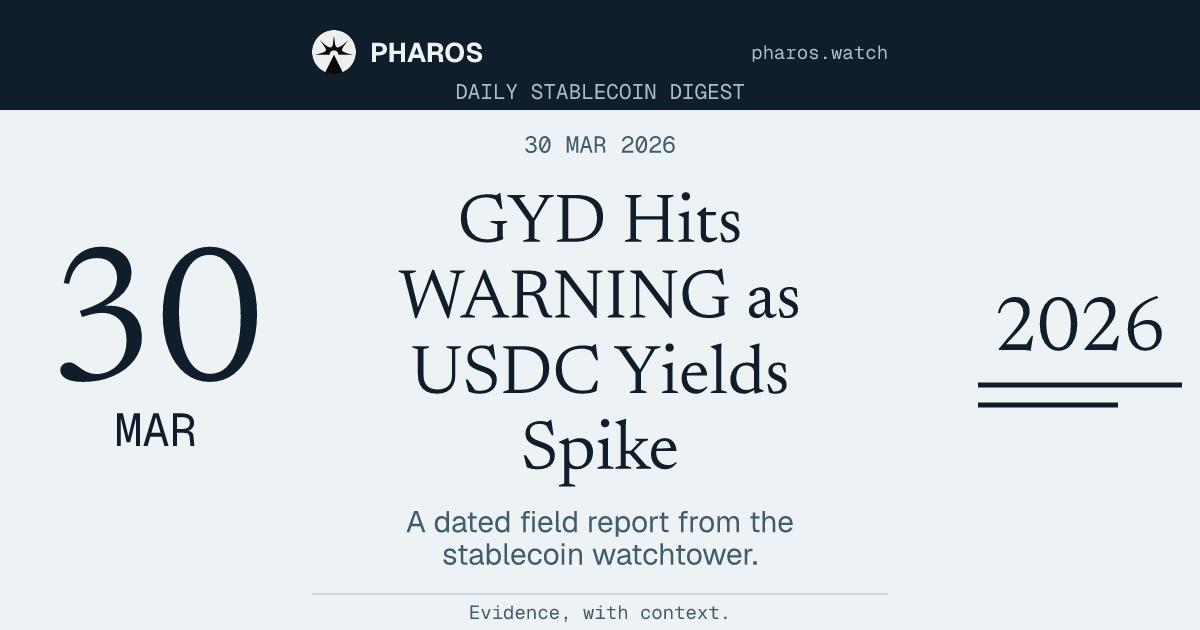 PHAROS
pharos.watch
DAILY STABLECOIN DIGEST
30 MAR 2026
30
MAR
GYD Hits
WARNING as
USDC Yields
Spike
2026
A dated field report from the
stablecoin watchtower.
Evidence, with context.